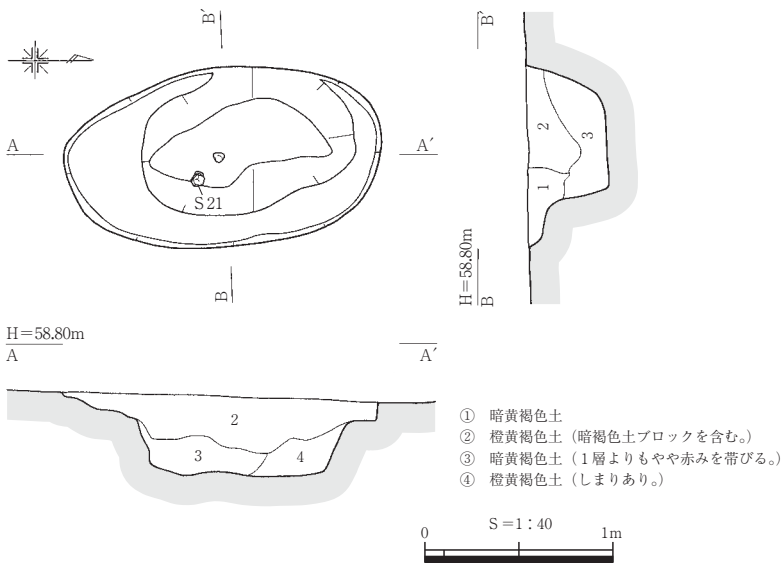 B′
A
A′
S 21
B
B′
2
3
1
H＝58.80m
B
H＝58.80m
A
A′
2
3
4
① 暗黄褐色土
② 橙黄褐色土（暗褐色土ブロックを含む。）
③ 暗黄褐色土（１層よりもやや赤みを帯びる。）
④ 橙黄褐色土（しまりあり。）
S＝1：40
0
1m